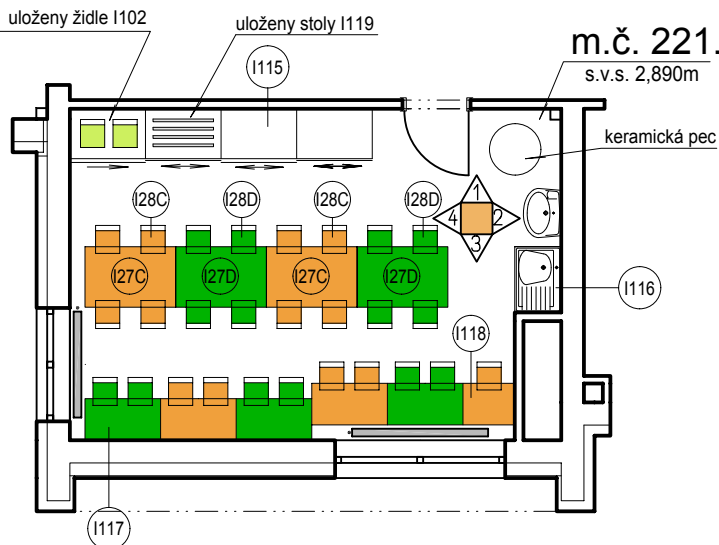 uloženy židle I102
uloženy stoly I119
I115
m.č. 221.
s.v.s. 2,890m
keramická pec
1
4
2
3
I28C
I28D
I28C
I28D
I27C
I27D
I27C
I27D
I116
I118
I117